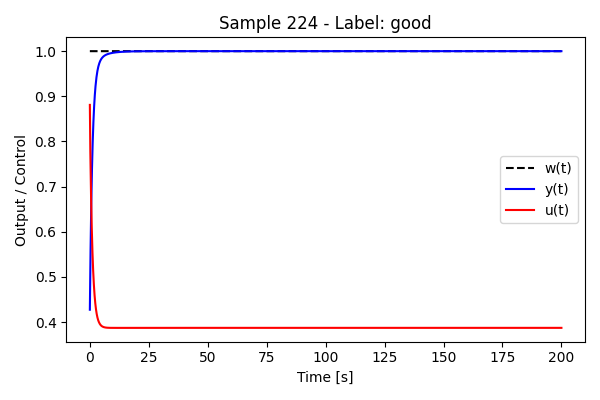 Sample 224 - Label: good
Output / Control
1.0
0.9
0.8
0.7
0.6
0.5
0.4
w(t)
y(t)
u(t)
0 25 50 75 100 125 150 175 200
Time [s]